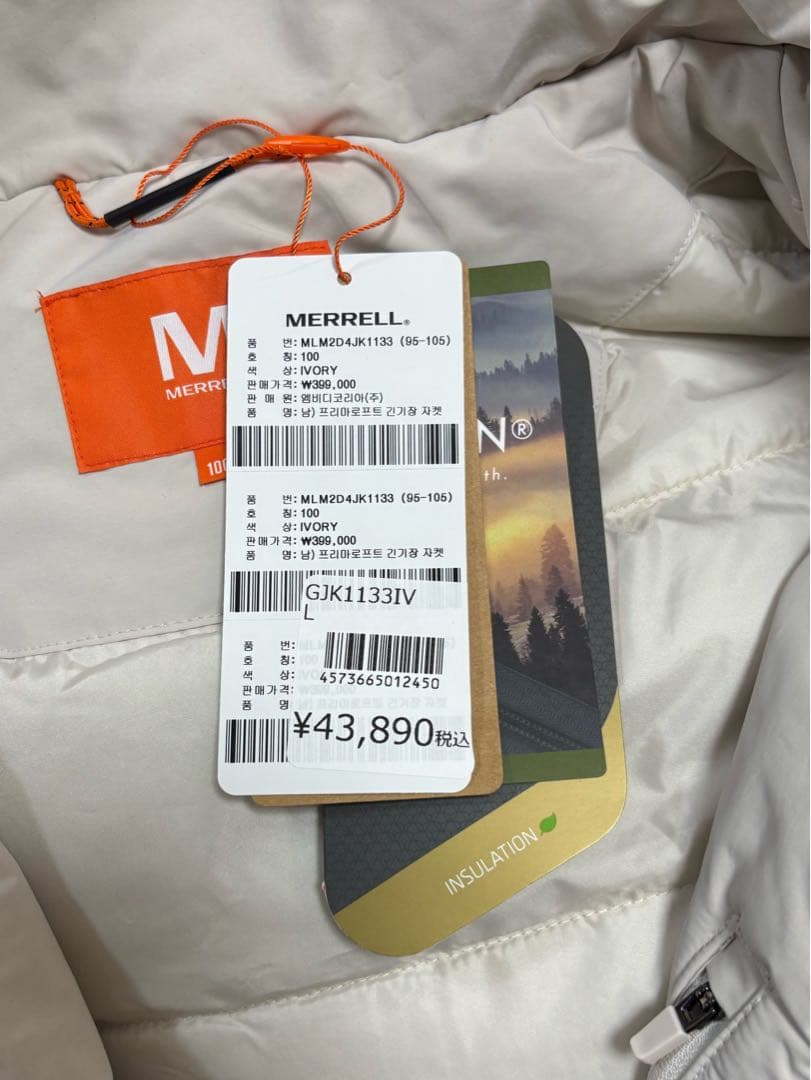 MERRELL®
품 번: MLM2D4JK1133 (95-105)
호 칭: 100
색 상: IVORY
판매가격: ₩399,000
판 매 원: 엠비디코리아(주)
품 명: 남) 프리마로프트 긴기장 자켓
품 번: MLM2D4JK1133 (95-105)
호 칭: 100
색 상: IVORY
판매가격: ₩399,000
품 명: 남) 프리마로프트 긴기장 자켓
GJK1133IV
L
품 번:
호 칭:
색 상:
판매가격:
품 명
4573665012450
¥43,890税込
M
MERRE
10
N®
th.
INSULATION